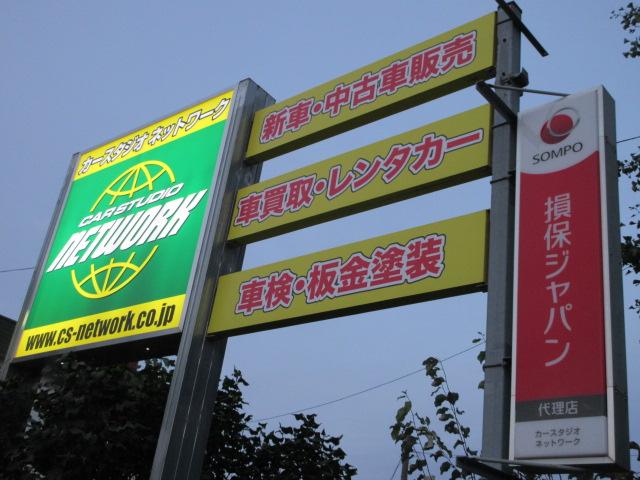 カースタジオ ネットワーク
CAR STUDIO
NETWORK
www.cs-network.co.jp
新車・中古車販売
車買取・レンタカー
車検・板金塗装
SOMPO
損保ジャパン
代理店
カースタジオ
ネットワーク